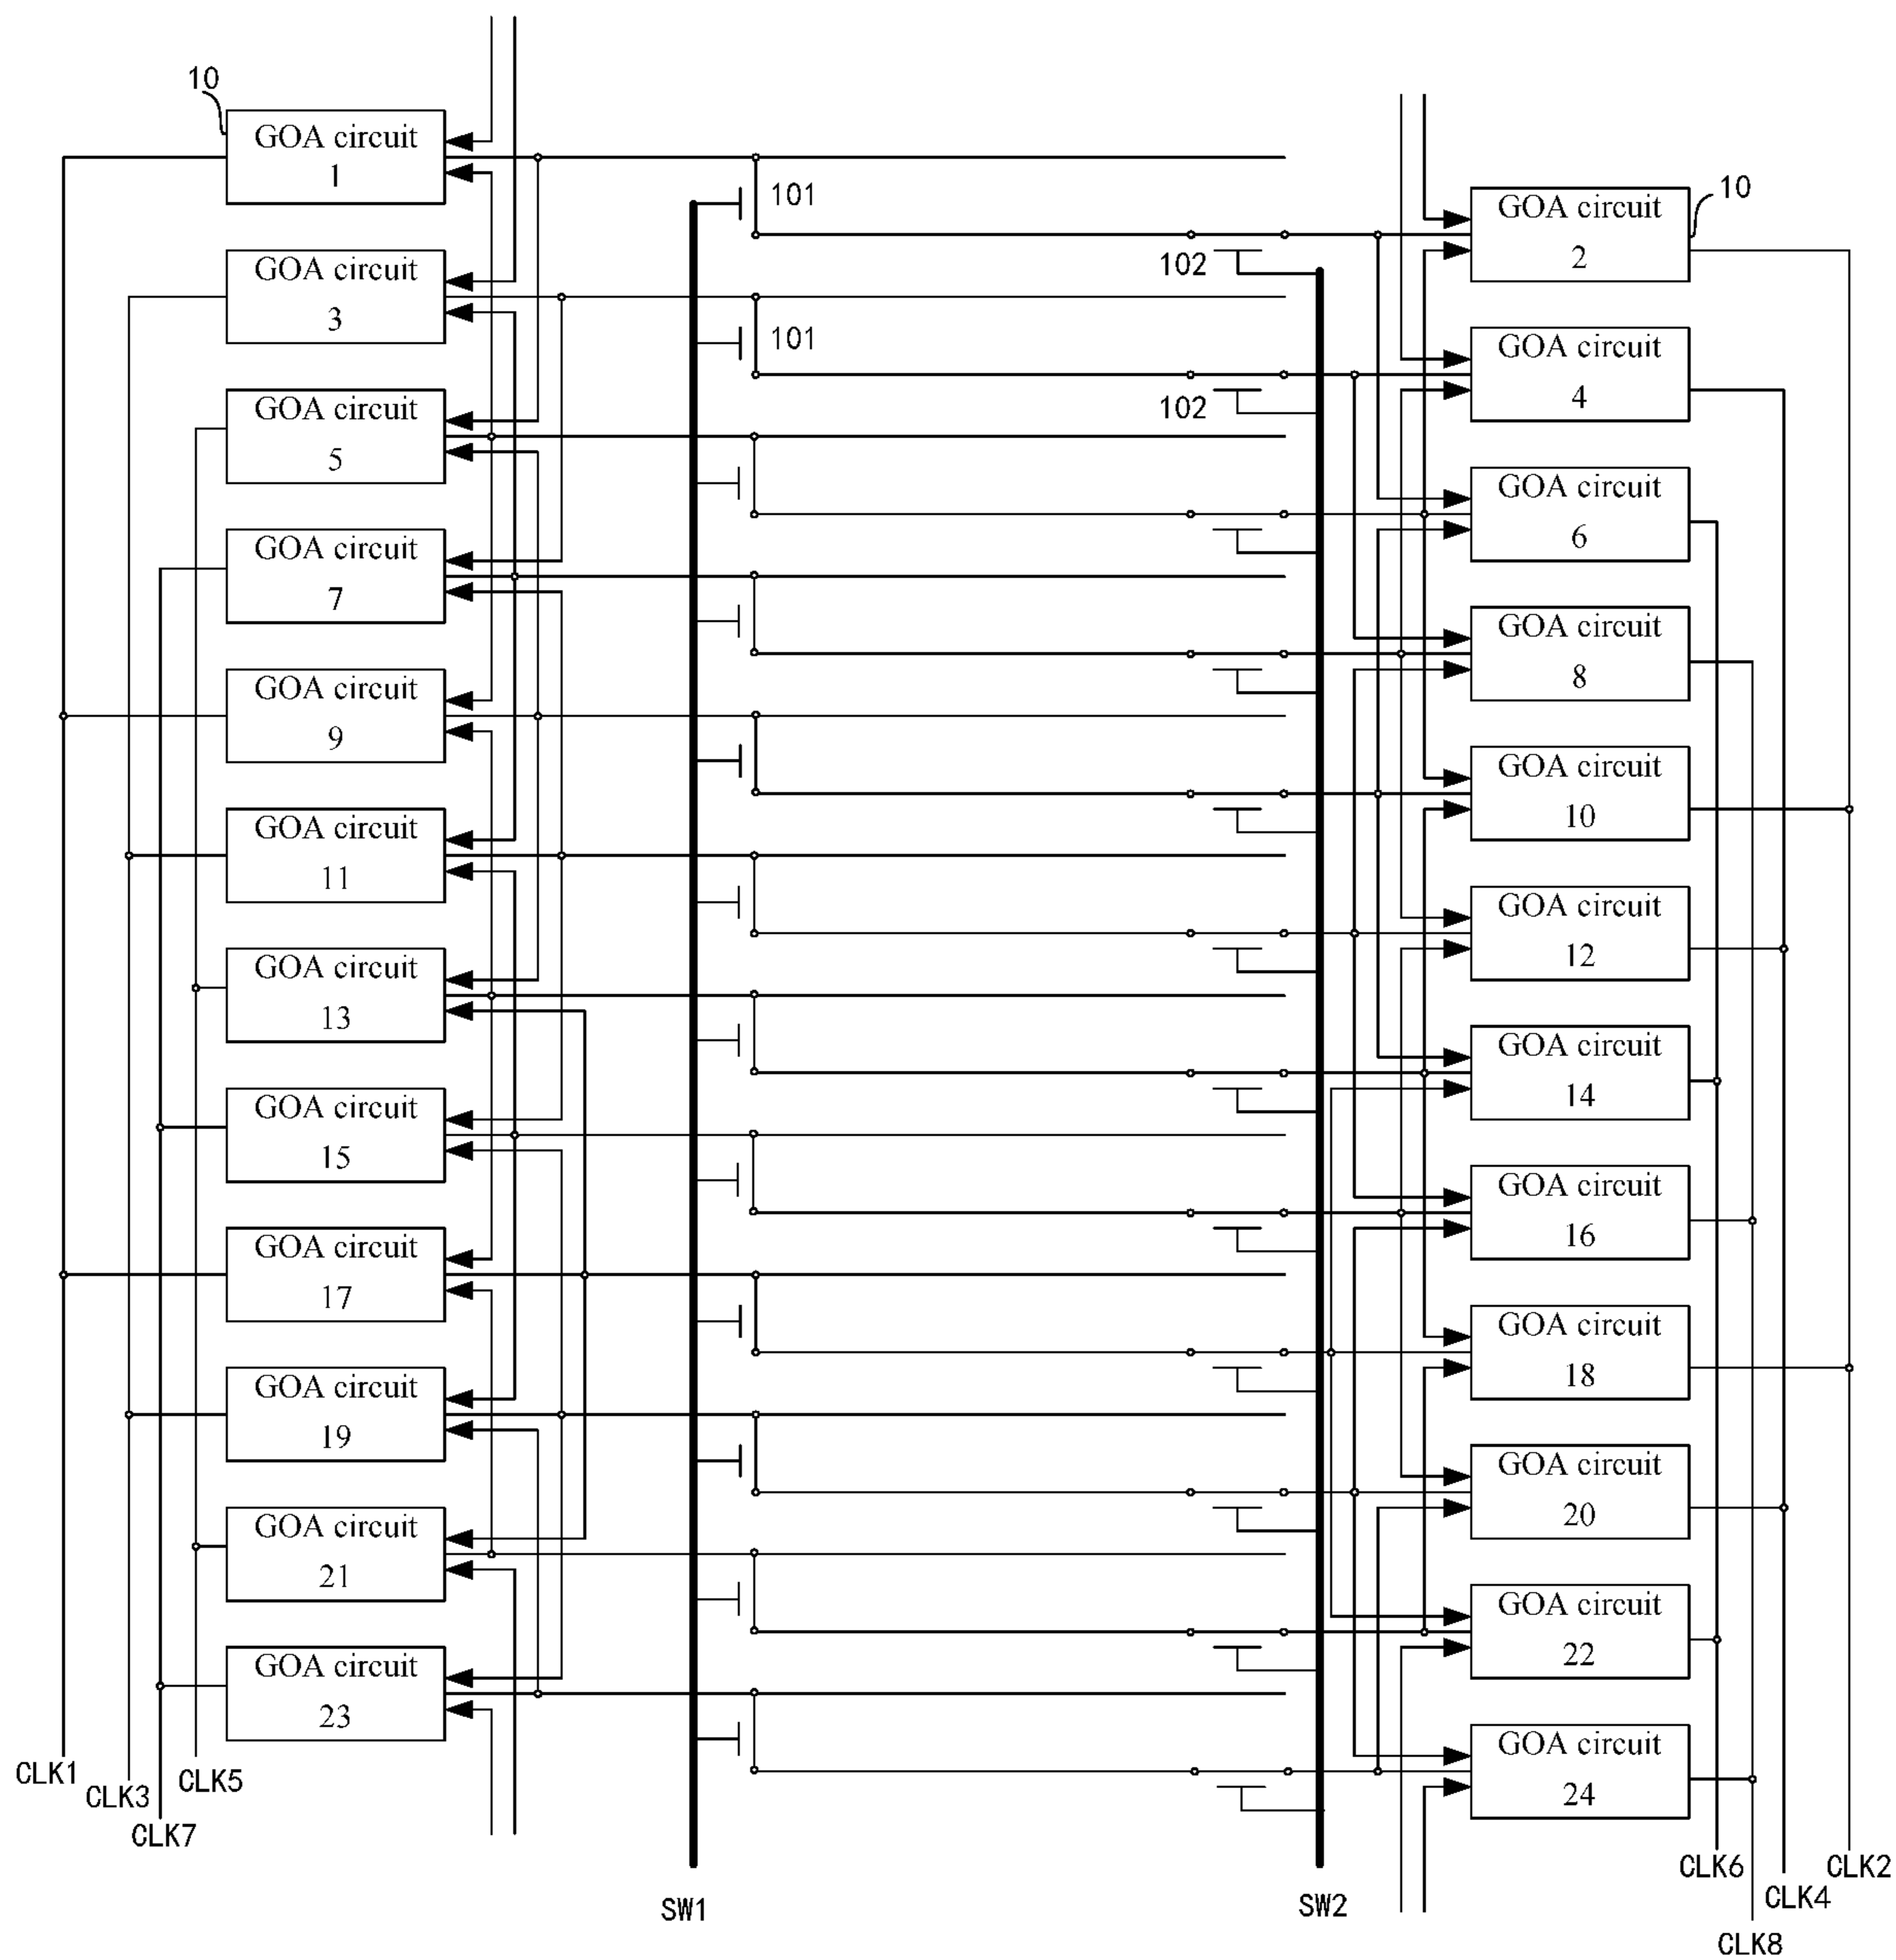 10
GOA circuit
1
101
GOA circuit
2
10
102
GOA circuit
3
101
GOA circuit
4
102
GOA circuit
5
GOA circuit
6
GOA circuit
7
GOA circuit
8
GOA circuit
9
GOA circuit
10
GOA circuit
11
GOA circuit
12
GOA circuit
13
GOA circuit
14
GOA circuit
15
GOA circuit
16
GOA circuit
17
GOA circuit
18
GOA circuit
19
GOA circuit
20
GOA circuit
21
GOA circuit
22
GOA circuit
23
GOA circuit
24
CLK1
CLK3
CLK5
CLK7
SW1
SW2
CLK6
CLK4
CLK2
CLK8